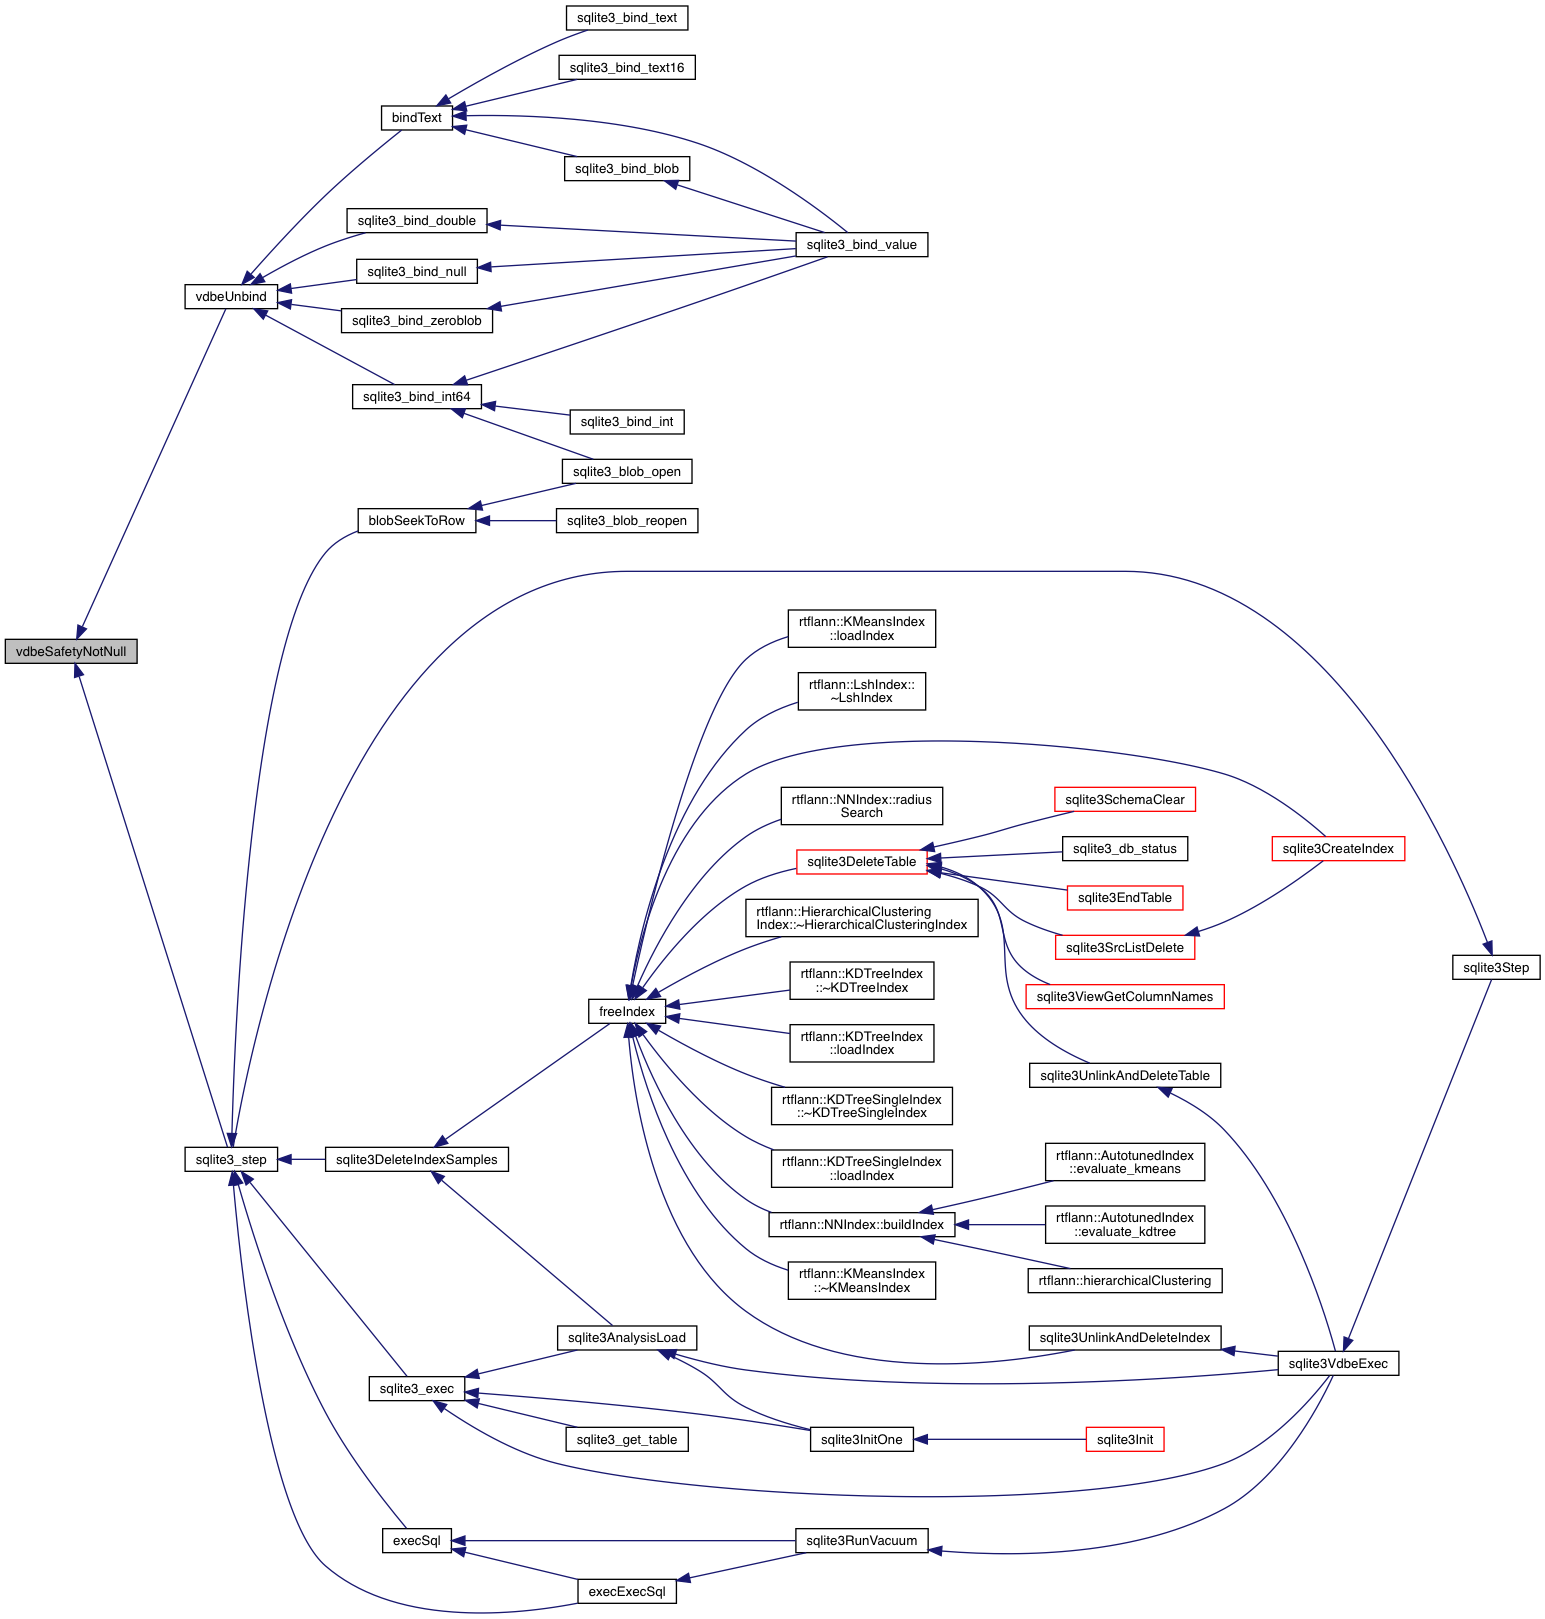 sqlite3_bind_text
sqlite3_bind_text16
bindText
sqlite3_bind_blob
sqlite3_bind_double
sqlite3_bind_value
sqlite3_bind_null
vdbeUnbind
sqlite3_bind_zeroblob
sqlite3_bind_int64
sqlite3_bind_int
sqlite3_blob_open
blobSeekToRow
sqlite3_blob_reopen
rtflann::KMeansIndex
::loadIndex
vdbeSafetyNotNull
rtflann::LshIndex::
~LshIndex
rtflann::NNIndex::radius
Search
sqlite3SchemaClear
sqlite3_db_status
sqlite3CreateIndex
sqlite3DeleteTable
sqlite3EndTable
rtflann::HierarchicalClustering
Index::~HierarchicalClusteringIndex
sqlite3SrcListDelete
sqlite3Step
rtflann::KDTreeIndex
::~KDTreeIndex
sqlite3ViewGetColumnNames
freeIndex
rtflann::KDTreeIndex
::loadIndex
sqlite3UnlinkAndDeleteTable
rtflann::KDTreeSingleIndex
::~KDTreeSingleIndex
sqlite3_step
sqlite3DeleteIndexSamples
rtflann::KDTreeSingleIndex
::loadIndex
rtflann::AutotunedIndex
::evaluate_kmeans
rtflann::NNIndex::buildIndex
rtflann::AutotunedIndex
::evaluate_kdtree
rtflann::KMeansIndex
::~KMeansIndex
rtflann::hierarchicalClustering
sqlite3AnalysisLoad
sqlite3UnlinkAndDeleteIndex
sqlite3VdbeExec
sqlite3_exec
sqlite3_get_table
sqlite3InitOne
sqlite3Init
execSql
sqlite3RunVacuum
execExecSql